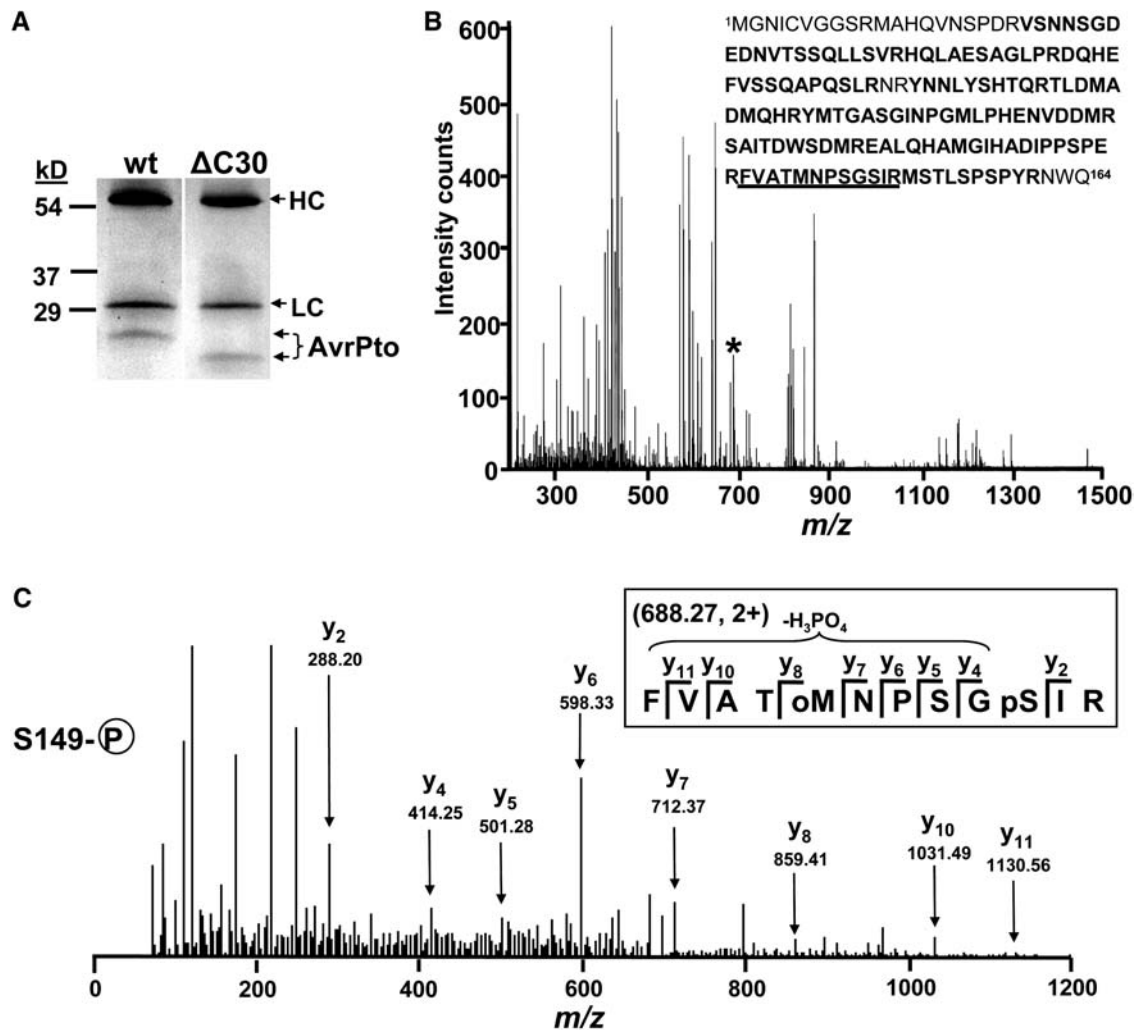 A
kD
wt ΔC30
54
37
29
HC
LC
AvrPto
B
Intensity counts
600
500
400
300
200
100
0
300 500 700 900 1100 1300 1500
m/z
*
¹MGNICVGGSRMAHQVNSPDRVSNNSGD
EDNVTSSQLLSVRHQLAESAGLPRDQHE
FVSSQAPQSLRNRYNNLYSHTQRTLDMA
DMQHRYMTGASGINPGMLPHENVDDMR
SAITDWSDMREALQHAMGIHADIPPSPE
RFVATMNPSGSIRMSTLSPSPYRNWQ¹⁶⁴
C
S149-P
(688.27, 2+) -H₃PO₄
y₁₁ y₁₀ y₈ y₇ y₆ y₅ y₄ y₂
F V A T oM N P S G pS I R
y₂
288.20
y₄
414.25
y₅
501.28
y₆
598.33
y₇
712.37
y₈
859.41
y₁₀
1031.49
y₁₁
1130.56
0 200 400 600 800 1000 1200
m/z